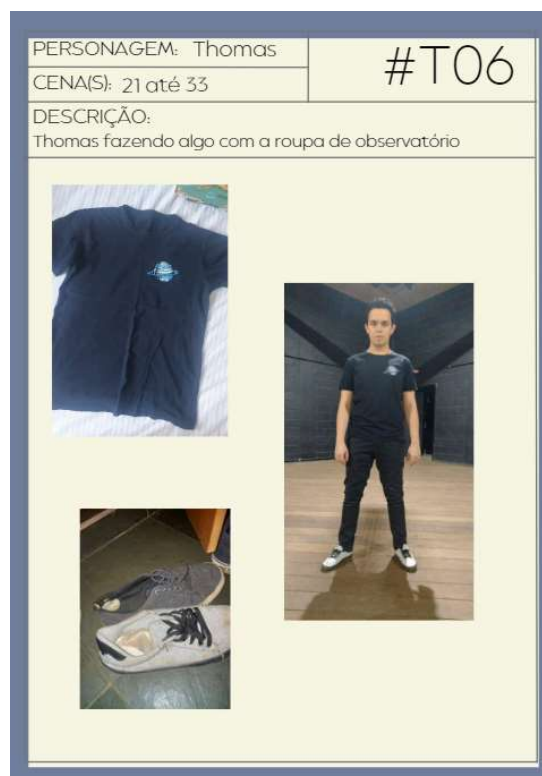 PERSONAGEM: Thomas
#T06
CENA(S): 21 até 33
DESCRIÇÃO:
Thomas fazendo algo com a roupa de observatório